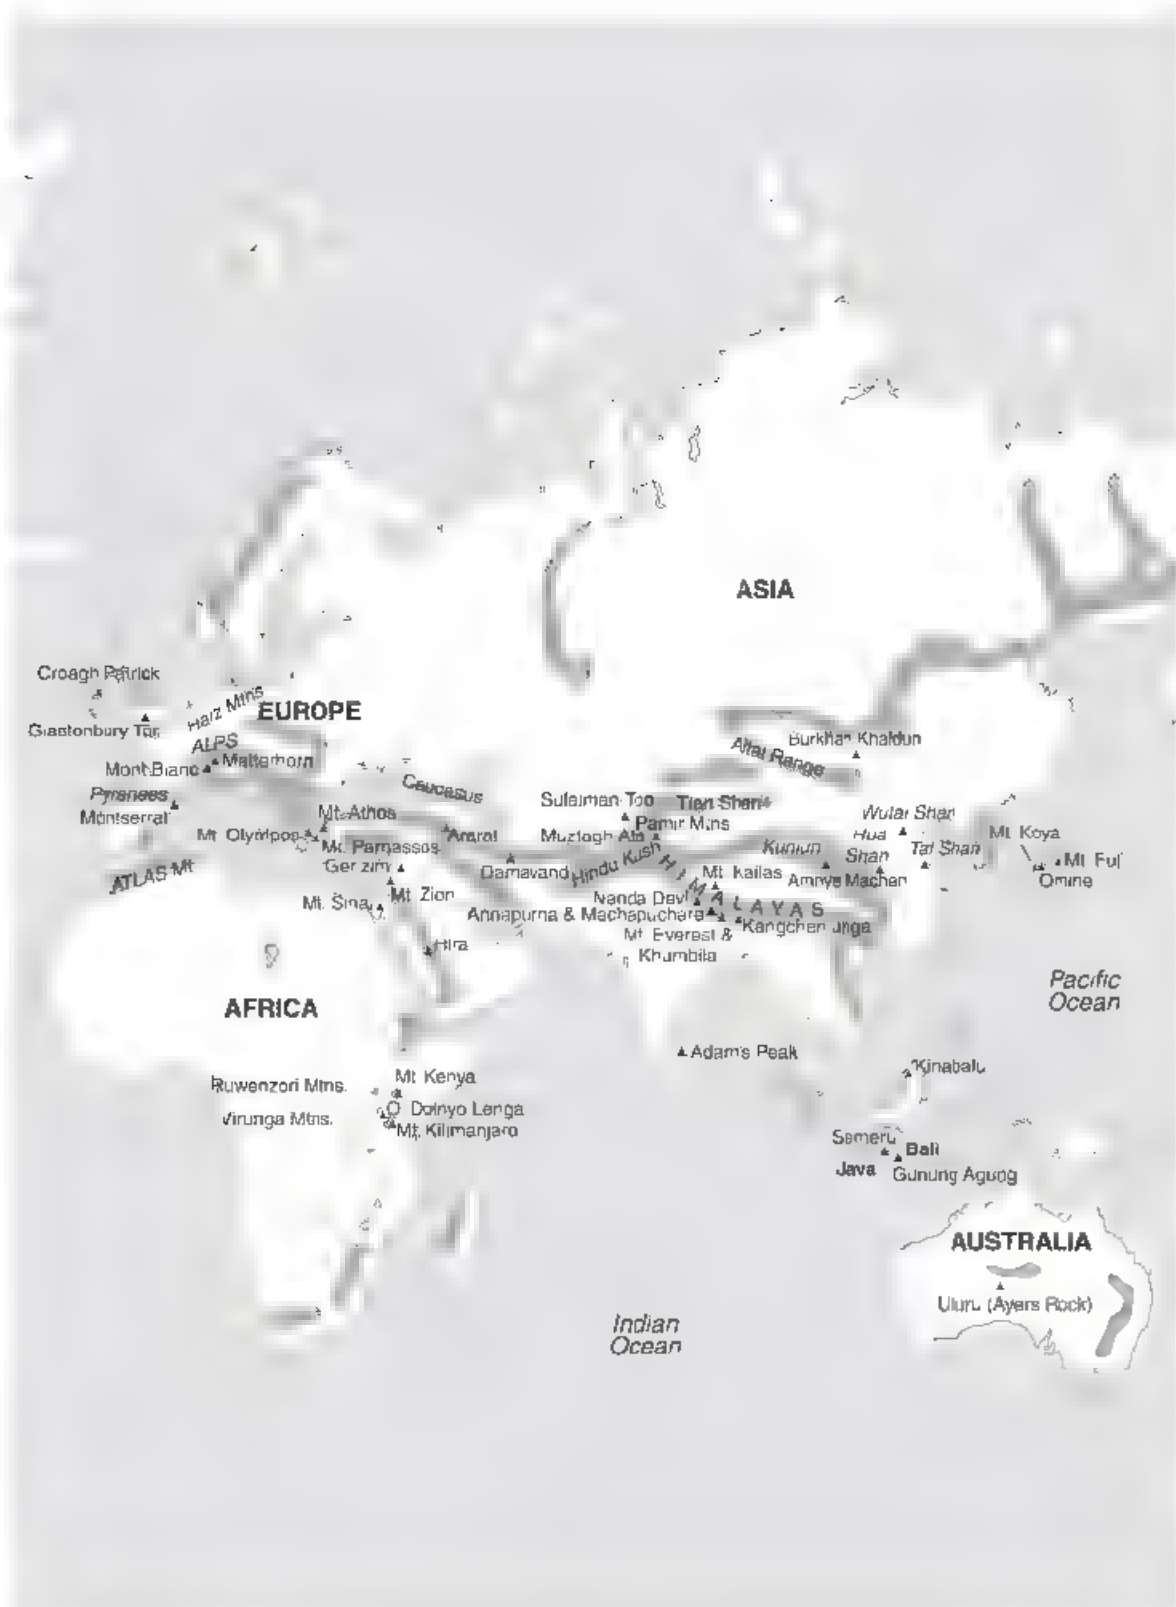 ASIA
Croagh Patrick
Harz Mtns
EUROPE
Glastonbury Tor
ALPS
Matterhorn
Mont Blanc
Burkhan Khaldun
Altai Range
Caucasus
Pyrenees
Montserrat
Sulaiman Too
Tien Shan
Mt. Athos
Pamir Mtns
Wutai Shan
Mt. Olympos
Ararat
Muztagh Ata
Hua
Shan
Tai Shan
Mt. Koya
Mt. Parnassos
Kunlun
Gerizim
Damavand
Hindu Kush
HIMALAYAS
Mt. Kailas
Amnye Machen
Mt. Fuji
Omine
ATLAS Mt
Mt. Zion
Mt. Sinai
Nanda Devi
Annapurna & Machapuchare
Kangchenjunga
Mt. Everest &
Khumbila
Hira
AFRICA
Pacific
Ocean
Adam's Peak
Kinabalu
Mt. Kenya
Ruwenzori Mtns.
Doinyo Lenga
Virunga Mtns.
Mt. Kilimanjaro
Semeru
Bali
Java
Gunung Agung
AUSTRALIA
Uluru (Ayers Rock)
Indian
Ocean